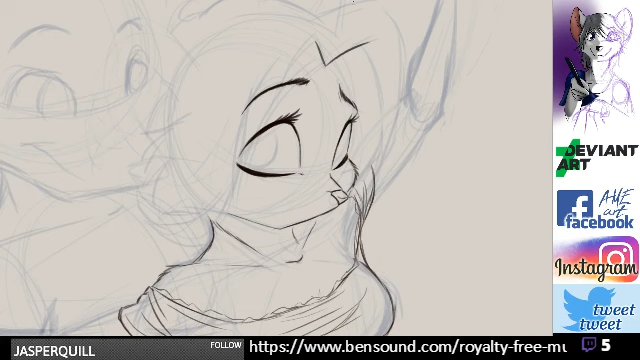 DEVIANT
ART
AHE
art
facebook
Instagram
tweet
tweet
JASPERQUILL
FOLLOW
https://www.bensound.com/royalty-free-mu
5